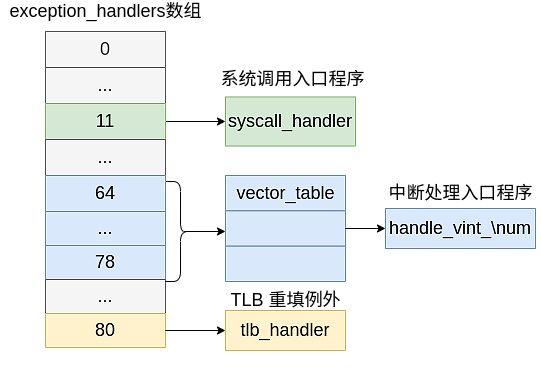 exception_handlers数组
0
...
11
...
64
...
78
...
80
系统调用入口程序
syscall_handler
vector_table
中断处理入口程序
handle_vint_\num
TLB 重填例外
tlb_handler